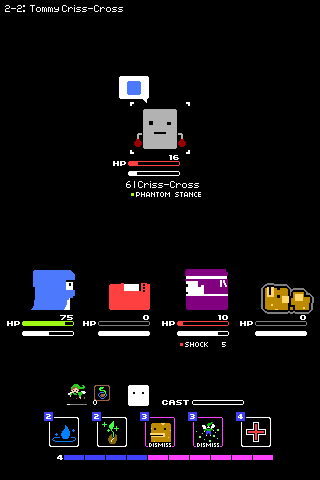 2-2: Tommy Criss-Cross
HP 16
6|Criss-Cross
PHANTOM STANCE
HP 75
HP 0
HP 10
HP 0
SHOCK 5
0
CAST
2 2 3 3 4
DISMISS DISMISS
4